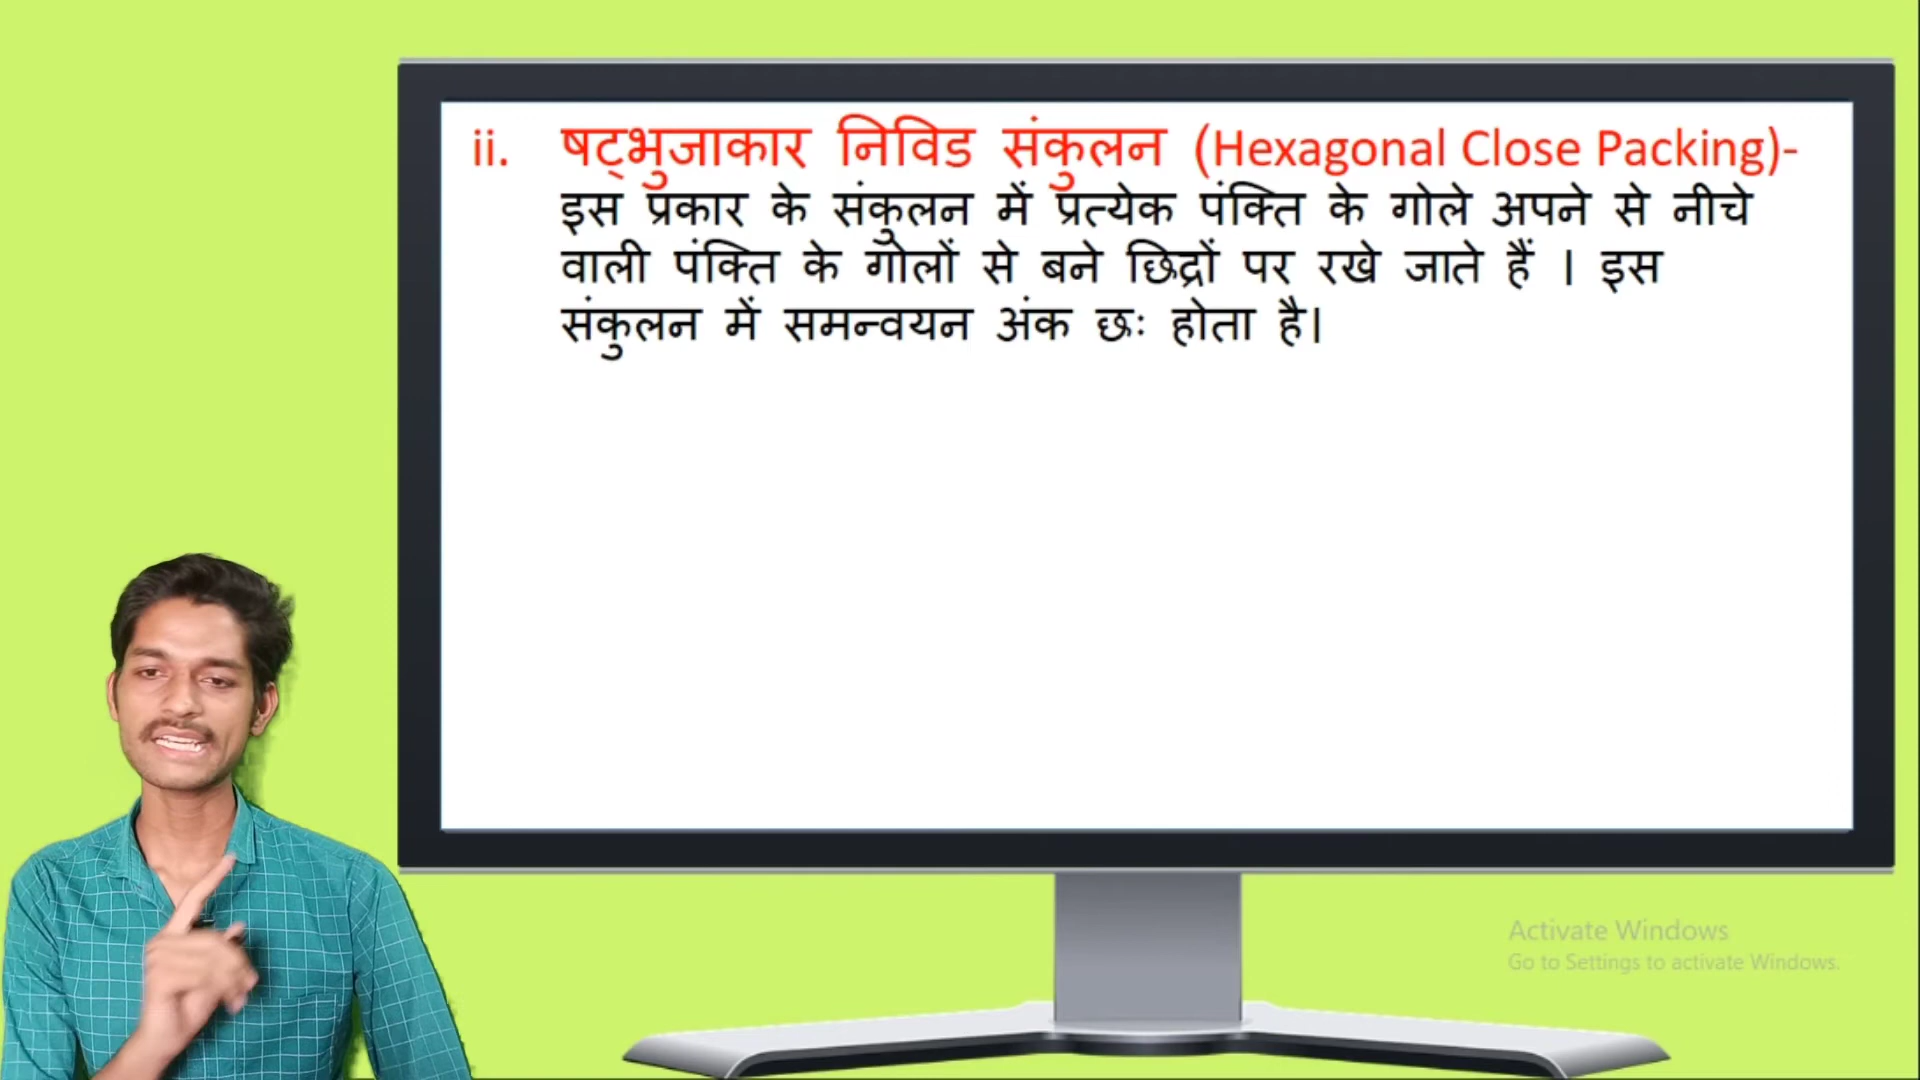 ii. षट्भुजाकार निविड संकुलन (Hexagonal Close Packing)-
इस प्रकार के संकुलन में प्रत्येक पंक्ति के गोले अपने से नीचे
वाली पंक्ति के गोलों से बने छिद्रों पर रखे जाते हैं । इस
संकुलन में समन्वयन अंक छः होता है।
Activate Windows
Go to Settings to activate Windows.